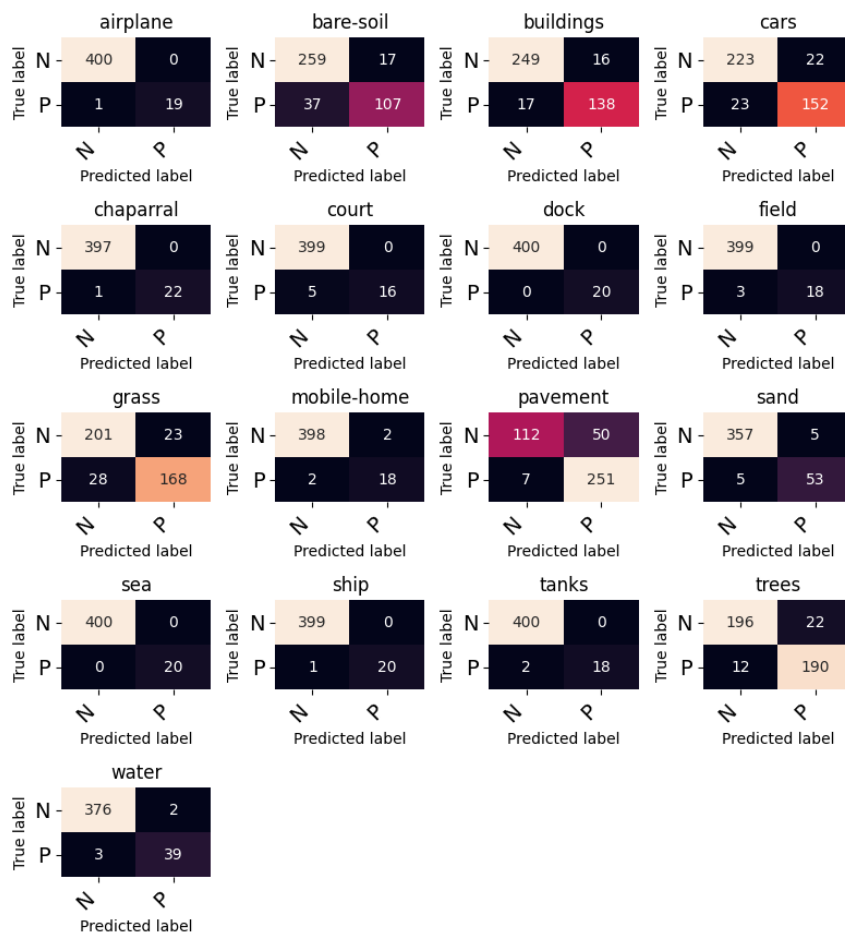 airplane bare-soil buildings cars
True label N 400 0 True label N 259 17 True label N 249 16 True label N 223 22
P 1 19 P 37 107 P 17 138 P 23 152
N P N P N P N P
Predicted label Predicted label Predicted label Predicted label
chaparral court dock field
True label N 397 0 True label N 399 0 True label N 400 0 True label N 399 0
P 1 22 P 5 16 P 0 20 P 3 18
N P N P N P N P
Predicted label Predicted label Predicted label Predicted label
grass mobile-home pavement sand
True label N 201 23 True label N 398 2 True label N 112 50 True label N 357 5
P 28 168 P 2 18 P 7 251 P 5 53
N P N P N P N P
Predicted label Predicted label Predicted label Predicted label
sea ship tanks trees
True label N 400 0 True label N 399 0 True label N 400 0 True label N 196 22
P 0 20 P 1 20 P 2 18 P 12 190
N P N P N P N P
Predicted label Predicted label Predicted label Predicted label
water
True label N 376 2
P 3 39
N P
Predicted label